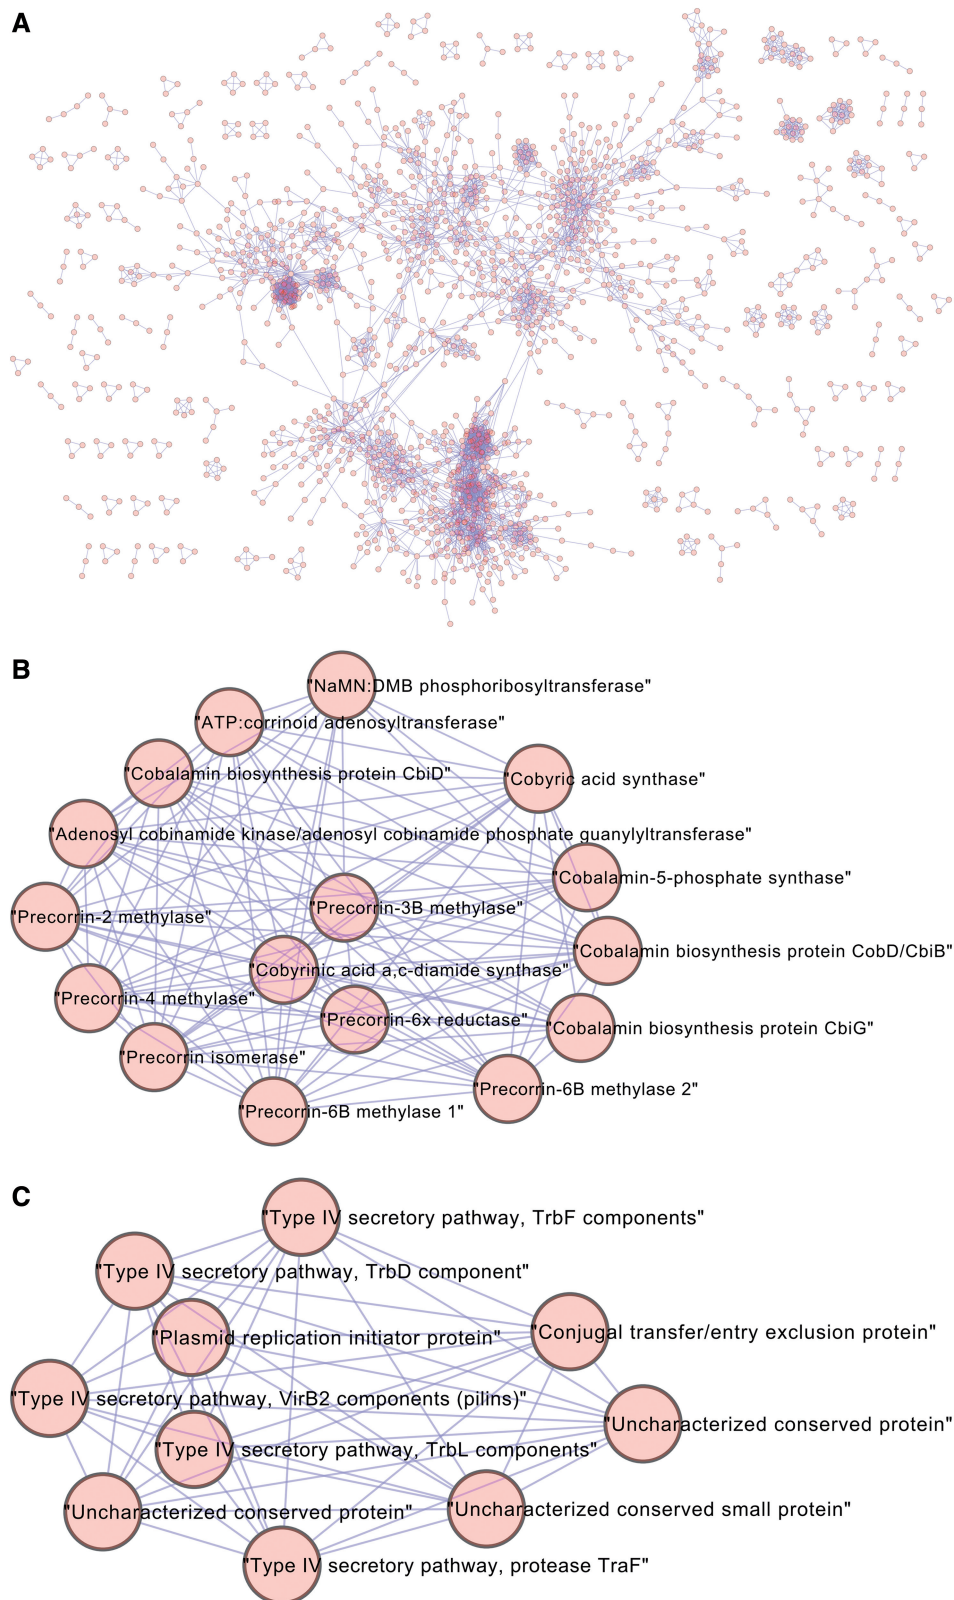 A
B
"NaMN:DMB phosphoribosyltransferase"
"ATP:corrinoid adenosyltransferase"
"Cobalamin biosynthesis protein CbiD"
"Cobyric acid synthase"
"Adenosyl cobinamide kinase/adenosyl cobinamide phosphate guanylyltransferase"
"Cobalamin-5-phosphate synthase"
"Precorrin-3B methylase"
"Precorrin-2 methylase"
"Cobalamin biosynthesis protein CobD/CbiB"
"Cobyrinic acid a,c-diamide synthase"
"Precorrin-4 methylase"
"Precorrin-6x reductase"
"Cobalamin biosynthesis protein CbiG"
"Precorrin isomerase"
"Precorrin-6B methylase 2"
"Precorrin-6B methylase 1"
C
"Type IV secretory pathway, TrbF components"
"Type IV secretory pathway, TrbD component"
"Conjugal transfer/entry exclusion protein"
"Plasmid replication initiator protein"
"Type IV secretory pathway, VirB2 components (pilins)"
"Uncharacterized conserved protein"
"Type IV secretory pathway, TrbL components"
"Uncharacterized conserved small protein"
"Uncharacterized conserved protein"
"Type IV secretory pathway, protease TraF"